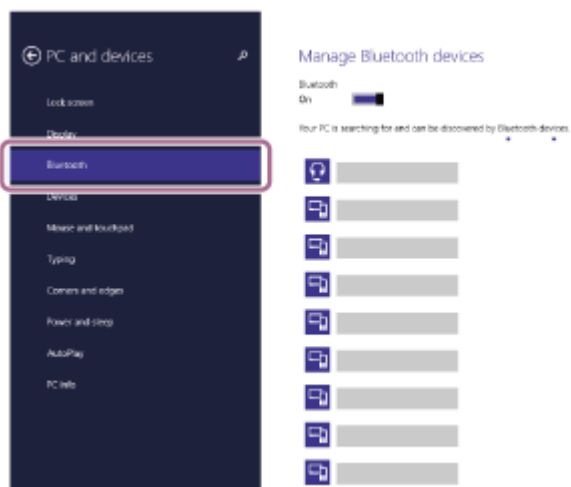 PC and devices
Lock screen
Display
Bluetooth
Devices
Mouse and touchpad
Typing
Corners and edges
Power and sleep
AutoPlay
PC info
Manage Bluetooth devices
Bluetooth
On
Your PC is searching for and can be discovered by Bluetooth devices.